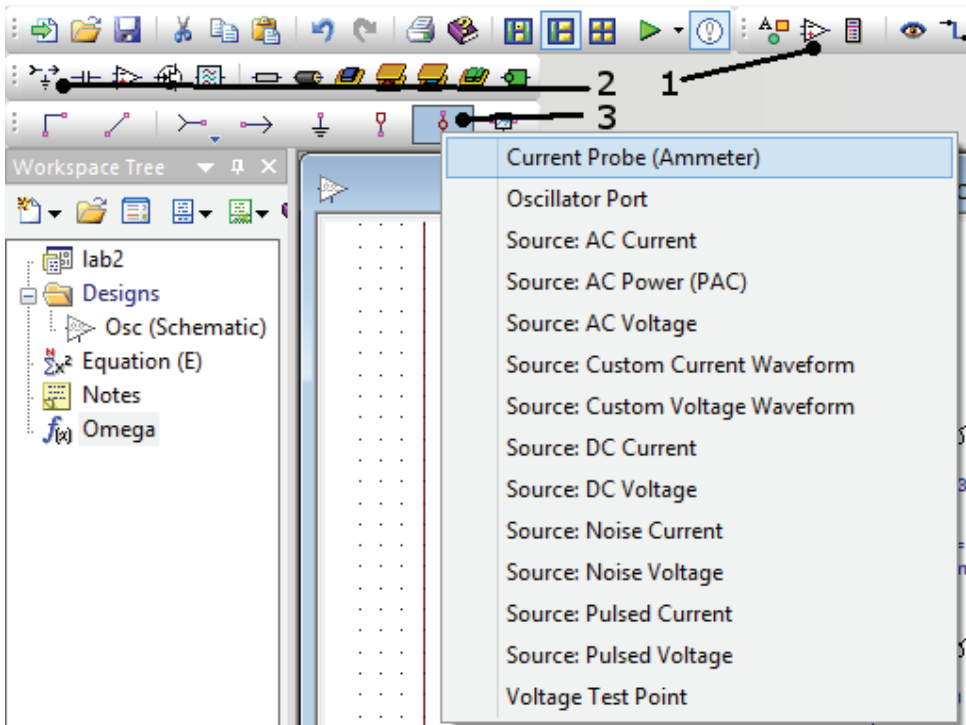 1
2
3
Workspace Tree
lab2
Designs
Osc (Schematic)
Equation (E)
Notes
Omega
Current Probe (Ammeter)
Oscillator Port
Source: AC Current
Source: AC Power (PAC)
Source: AC Voltage
Source: Custom Current Waveform
Source: Custom Voltage Waveform
Source: DC Current
Source: DC Voltage
Source: Noise Current
Source: Noise Voltage
Source: Pulsed Current
Source: Pulsed Voltage
Voltage Test Point